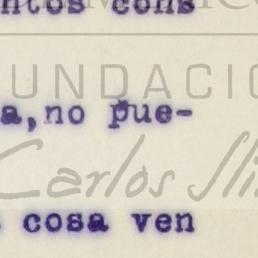 ntos cons
UNDACIO
a,no pue-
Carlos Sli
cosa ven